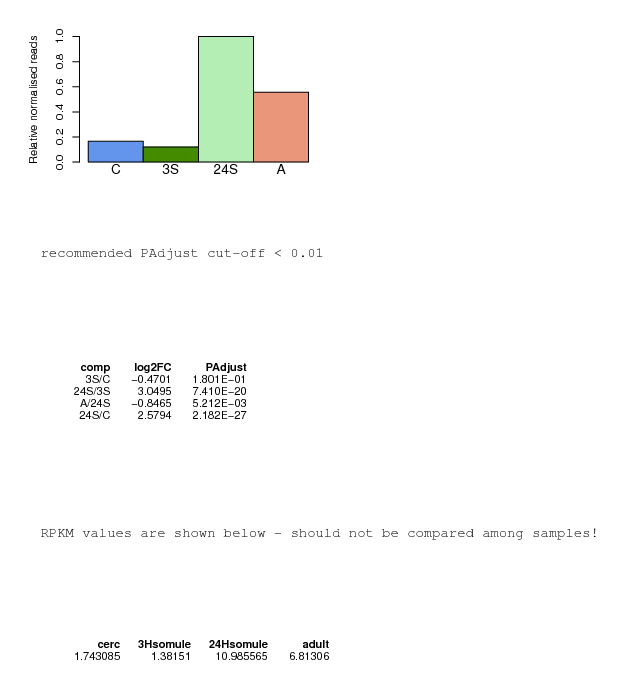 Relative normalised reads
1.0
0.8
0.6
0.4
0.2
0.0
C 3S 24S A
recommended PAdjust cut-off < 0.01
comp log2FC PAdjust
3S/C −0.4701 1.801E−01
24S/3S 3.0495 7.410E−20
A/24S −0.8465 5.212E−03
24S/C 2.5794 2.182E−27
RPKM values are shown below - should not be compared among samples!
cerc 3Hsomule 24Hsomule adult
1.743085 1.38151 10.985565 6.81306